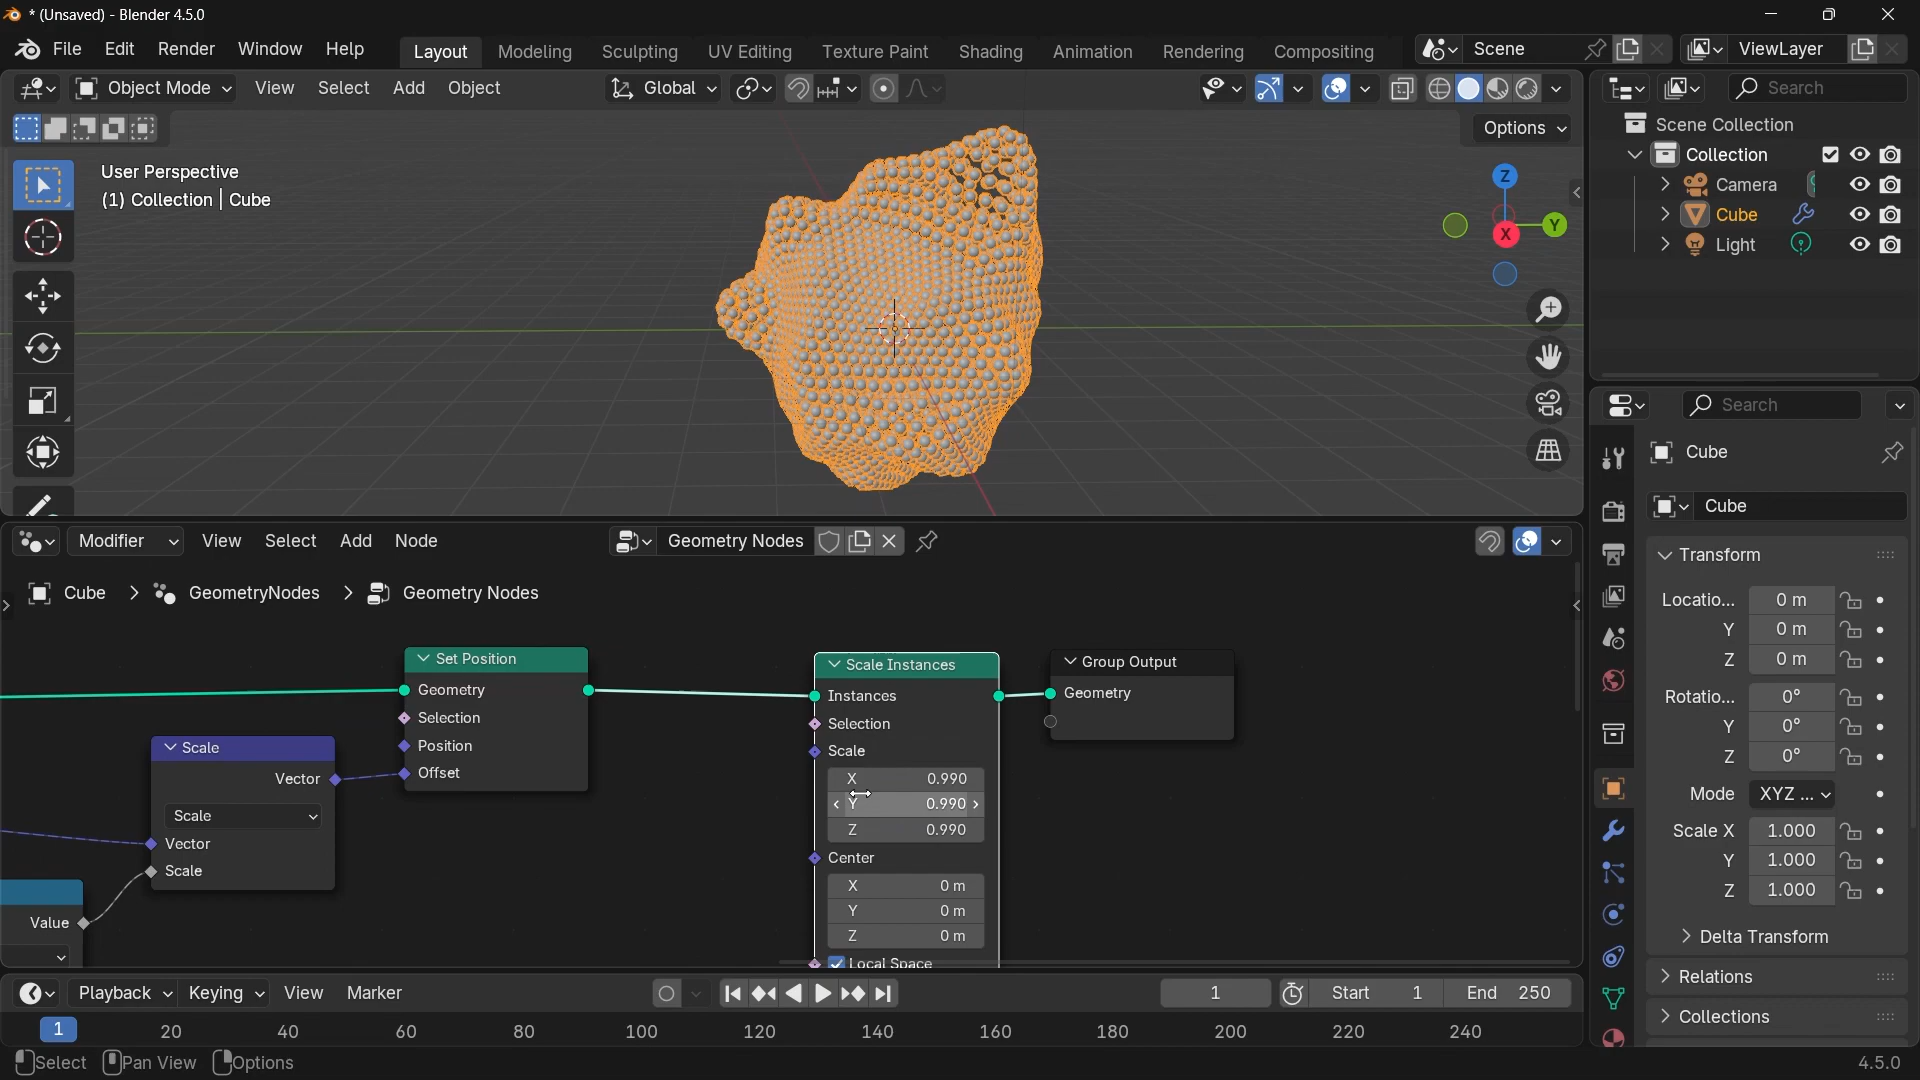 * (Unsaved) - Blender 4.5.0
File Edit Render Window Help Layout Modeling Sculpting UV Editing Texture Paint Shading Animation Rendering Compositing Scene ViewLayer
Object Mode View Select Add Object Global Search
Options
User Perspective
(1) Collection | Cube
Z
Y
X
Scene Collection
Collection
Camera
Cube
Light
Search
Cube
Cube
Transform
Locatio... 0 m
Y 0 m
Z 0 m
Rotatio... 0°
Y 0°
Z 0°
Mode XYZ ...
Scale X 1.000
Y 1.000
Z 1.000
Delta Transform
Relations
Collections
Modifier View Select Add Node Geometry Nodes
Cube > GeometryNodes > Geometry Nodes
Set Position
Geometry
Selection
Position
Offset
Scale
Vector
Scale
Vector
Scale
Value
Scale Instances
Instances
Selection
Scale
X 0.990
Y 0.990
Z 0.990
Center
X 0 m
Y 0 m
Z 0 m
Local Space
Group Output
Geometry
Playback Keying View Marker 1 Start 1 End 250
1 20 40 60 80 100 120 140 160 180 200 220 240
Select Pan View Options 4.5.0